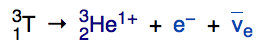 ³₁T → ³₂He¹⁺ + e⁻ + v̅ₑ